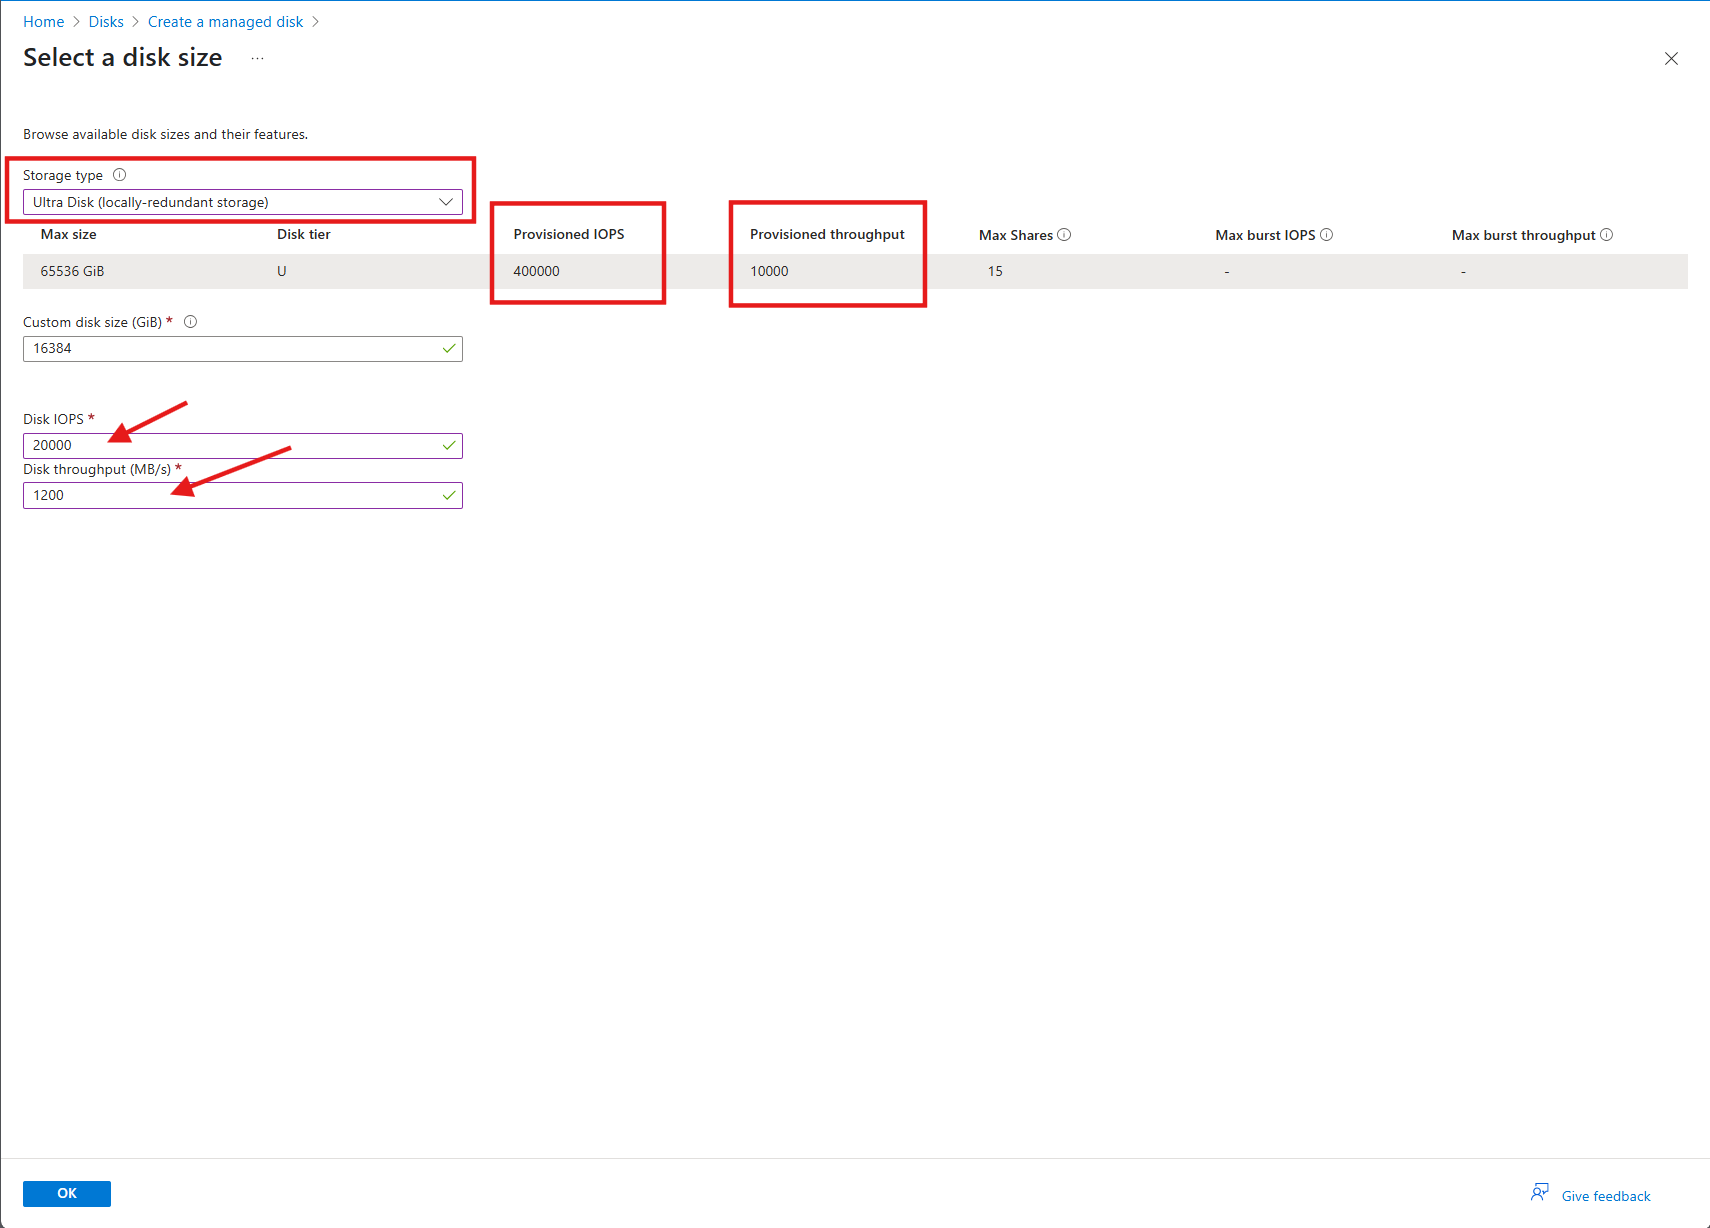 Home > Disks > Create a managed disk >
Select a disk size ...
Browse available disk sizes and their features.
Storage type
Ultra Disk (locally-redundant storage)
Max size Disk tier Provisioned IOPS Provisioned throughput Max Shares Max burst IOPS Max burst throughput
65536 GiB U 400000 10000 15 - -
Custom disk size (GiB) *
16384
Disk IOPS *
20000
Disk throughput (MB/s) *
1200
OK
Give feedback